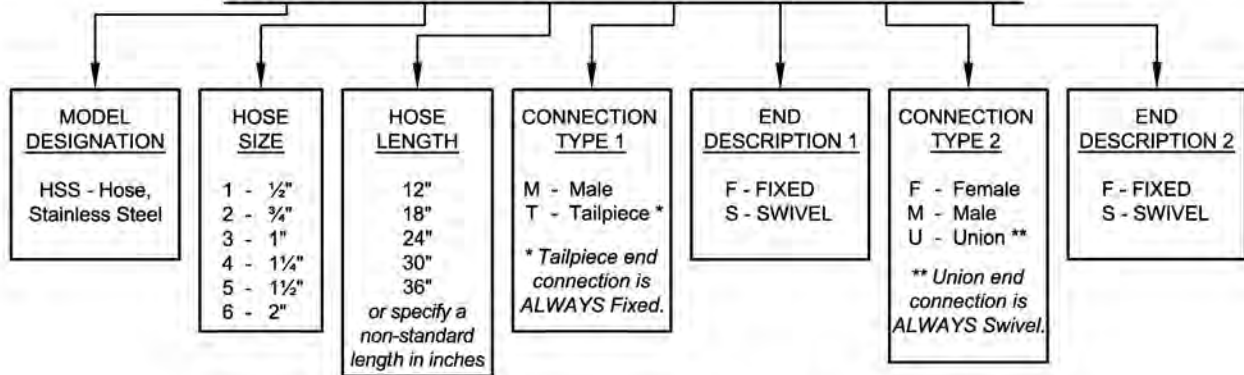 MODEL
DESIGNATION
HSS - Hose,
Stainless Steel
HOSE
SIZE
1 - ½"
2 - ¾"
3 - 1"
4 - 1¼"
5 - 1½"
6 - 2"
HOSE
LENGTH
12"
18"
24"
30"
36"
or specify a
non-standard
length in inches
CONNECTION
TYPE 1
M - Male
T - Tailpiece *
* Tailpiece end
connection is
ALWAYS Fixed.
END
DESCRIPTION 1
F - FIXED
S - SWIVEL
CONNECTION
TYPE 2
F - Female
M - Male
U - Union **
** Union end
connection is
ALWAYS Swivel.
END
DESCRIPTION 2
F - FIXED
S - SWIVEL